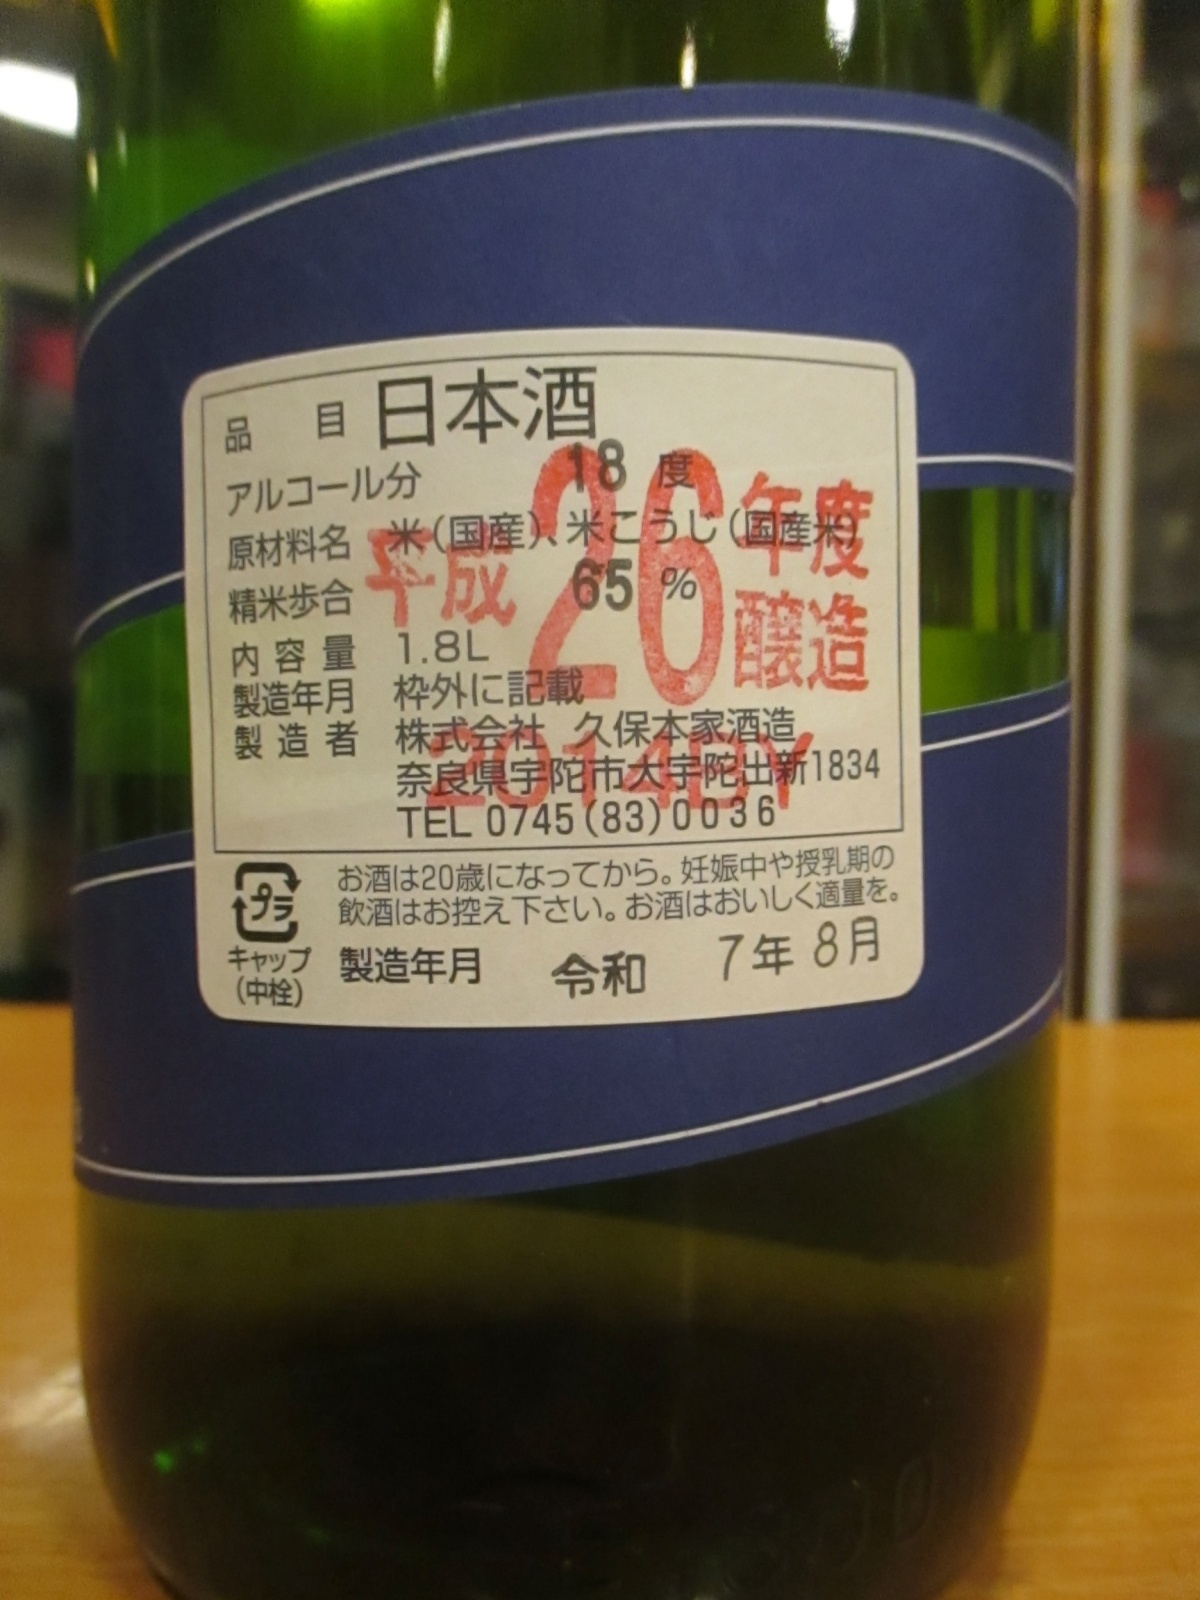 品目 日本酒
アルコール分 18 度
原材料名 米(国産)、米こうじ(国産米)
精米歩合 65 %
内容量 1.8L
製造年月 枠外に記載
製造者 株式会社 久保本家酒造
奈良県宇陀市大宇陀出新1834
TEL 0745(83)0036
平成26年度
醸造
2014BY
お酒は20歳になってから。妊娠中や授乳期の
飲酒はお控え下さい。お酒はおいしく適量を。
プラ
キャップ
(中栓)
製造年月 令和 7年 8月